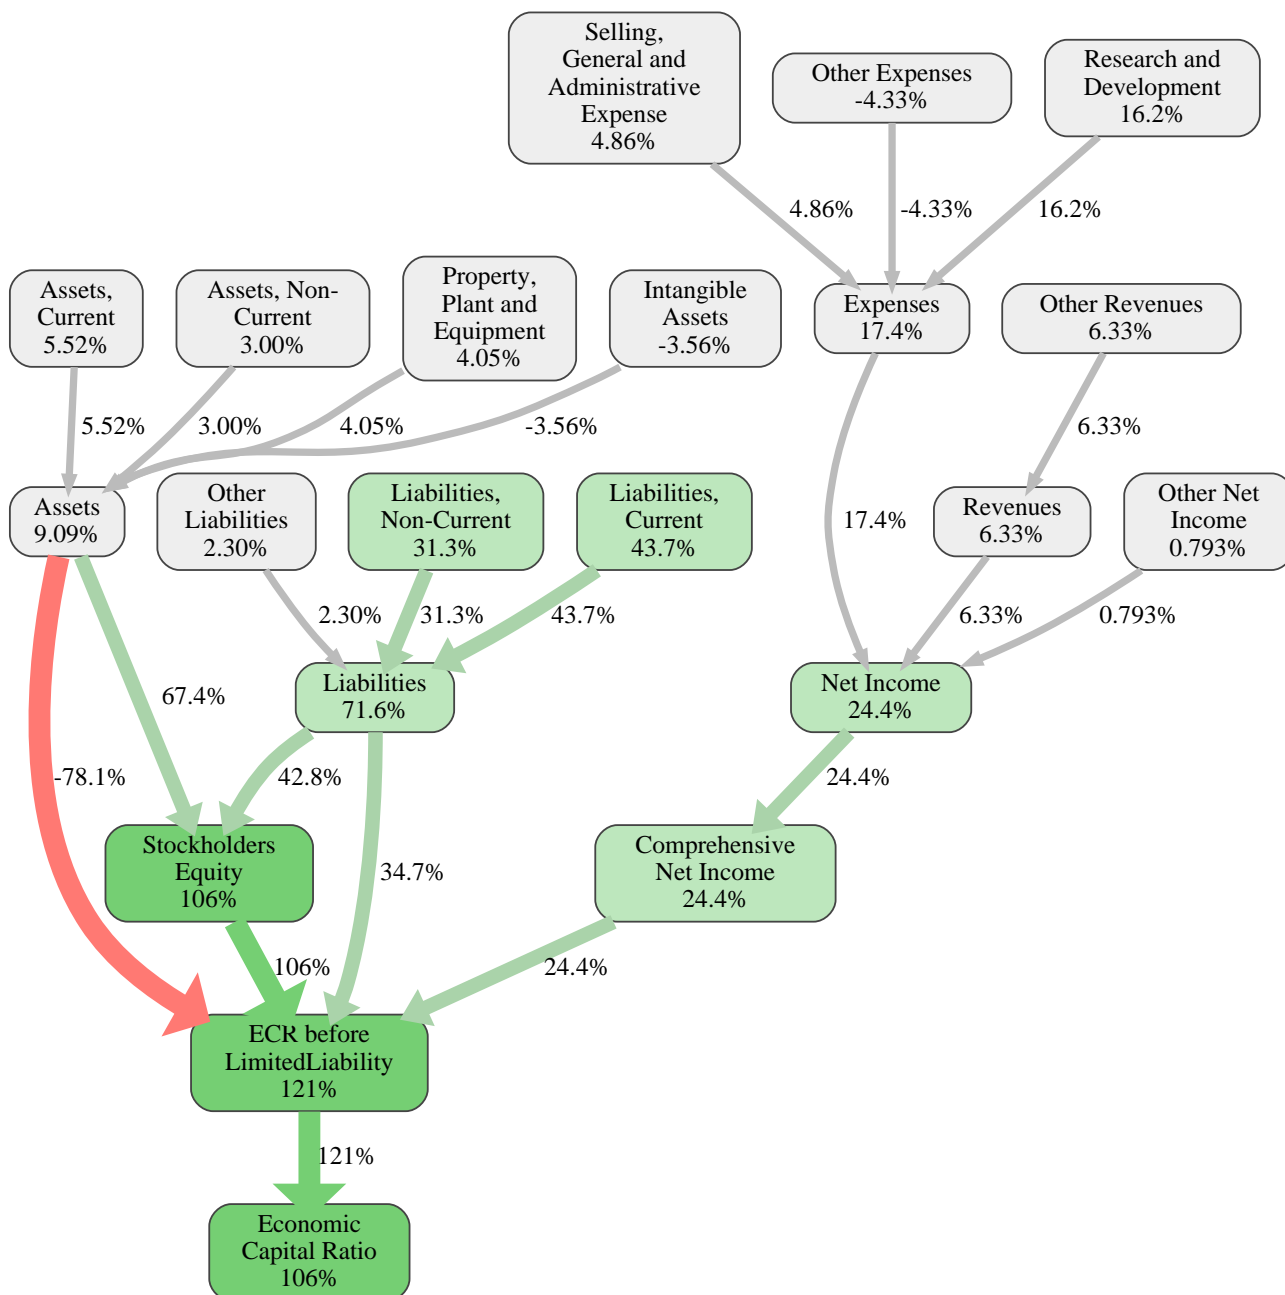 Selling,
General and
Administrative
Expense
4.86%
Other Expenses
-4.33%
Research and
Development
16.2%
4.86%
-4.33%
16.2%
Assets,
Current
5.52%
Assets, Non-
Current
3.00%
Property,
Plant and
Equipment
4.05%
Intangible
Assets
-3.56%
Expenses
17.4%
Other Revenues
6.33%
5.52%
3.00%
4.05%
-3.56%
6.33%
Assets
9.09%
Other
Liabilities
2.30%
Liabilities,
Non-Current
31.3%
Liabilities,
Current
43.7%
17.4%
Revenues
6.33%
Other Net
Income
0.793%
2.30%
31.3%
43.7%
6.33%
0.793%
67.4%
Liabilities
71.6%
Net Income
24.4%
-78.1%
42.8%
24.4%
Stockholders
Equity
106%
34.7%
Comprehensive
Net Income
24.4%
106%
24.4%
ECR before
LimitedLiability
121%
121%
Economic
Capital Ratio
106%